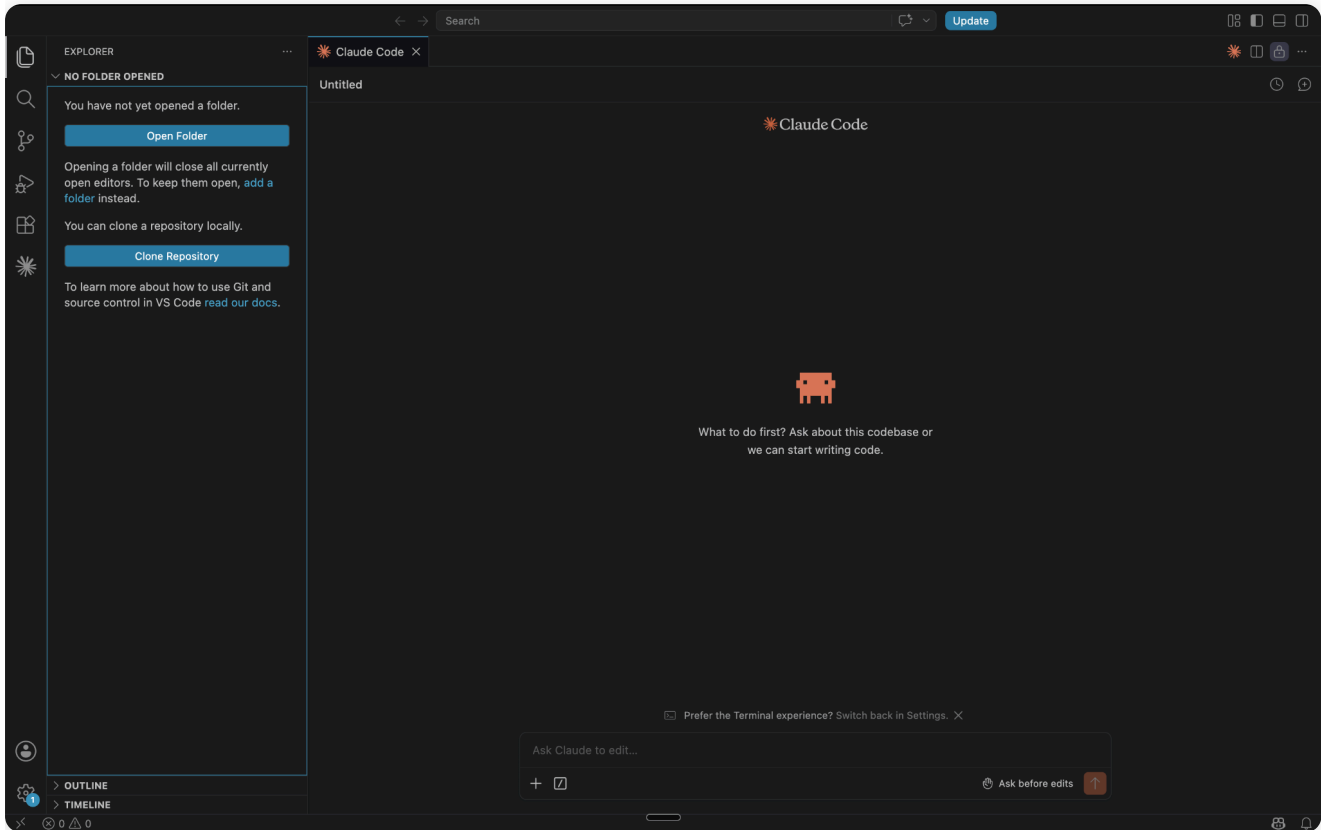 Search
Update
EXPLORER
Claude Code
NO FOLDER OPENED
Untitled
You have not yet opened a folder.
Open Folder
Opening a folder will close all currently
open editors. To keep them open, add a
folder instead.
You can clone a repository locally.
Clone Repository
To learn more about how to use Git and
source control in VS Code read our docs.
Claude Code
What to do first? Ask about this codebase or
we can start writing code.
Prefer the Terminal experience? Switch back in Settings.
Ask Claude to edit...
Ask before edits
OUTLINE
TIMELINE
1
0 0